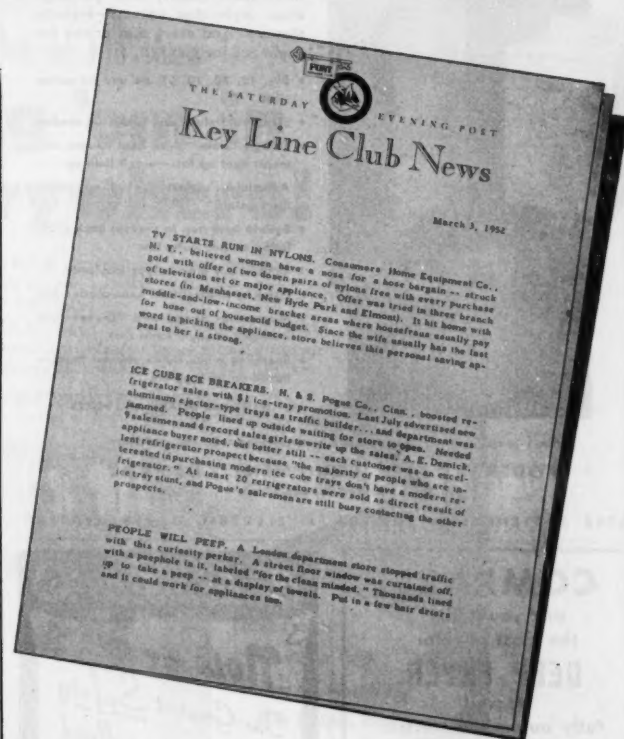 POST
THE SATURDAY EVENING POST
Key Line Club News
March 3, 1952
TV STARTS RUN IN NYLONS. Consumers Home Equipment Co.,
N. Y., believed women have a nose for a hose bargain -- struck
gold with offer of two dozen pairs of nylons free with every purchase
of television set or major appliance. Offer was tried in three branch
stores (in Manhasset, New Hyde Park and Elmont). It hit home with
middle-and-low-income bracket areas where housefraus usually pay
for hose out of household budget. Since the wife usually has the last
word in picking the appliance, store believes this personal saving ap-
peal to her is strong.
ICE CUBE ICE BREAKERS. H. & S. Pogue Co., Cinn., boosted re-
frigerator sales with $1 ice-tray promotion. Last July advertised new
aluminum ejector-type trays as traffic builder... and department was
jammed. People lined up outside waiting for store to open. Needed
9 salesmen and 6 record salesgirls to write up the sales. A. E. Demick,
appliance buyer noted, but better still -- each customer was an excel-
lent refrigerator prospect because "the majority of people who are in-
terested in purchasing modern ice cube trays don't have a modern re-
frigerator." At least 20 refrigerators were sold as direct result of
ice tray stunt, and Pogue's salesmen are still busy contacting the other
prospects.
PEOPLE WILL PEEP. A London department store stopped traffic
with this curiosity perker. A street floor window was curtained off,
with a peephole in it, labeled "for the clean minded." Thousands lined
up to take a peep -- at a display of towels. Put in a few hair driers
and it could work for appliances too.